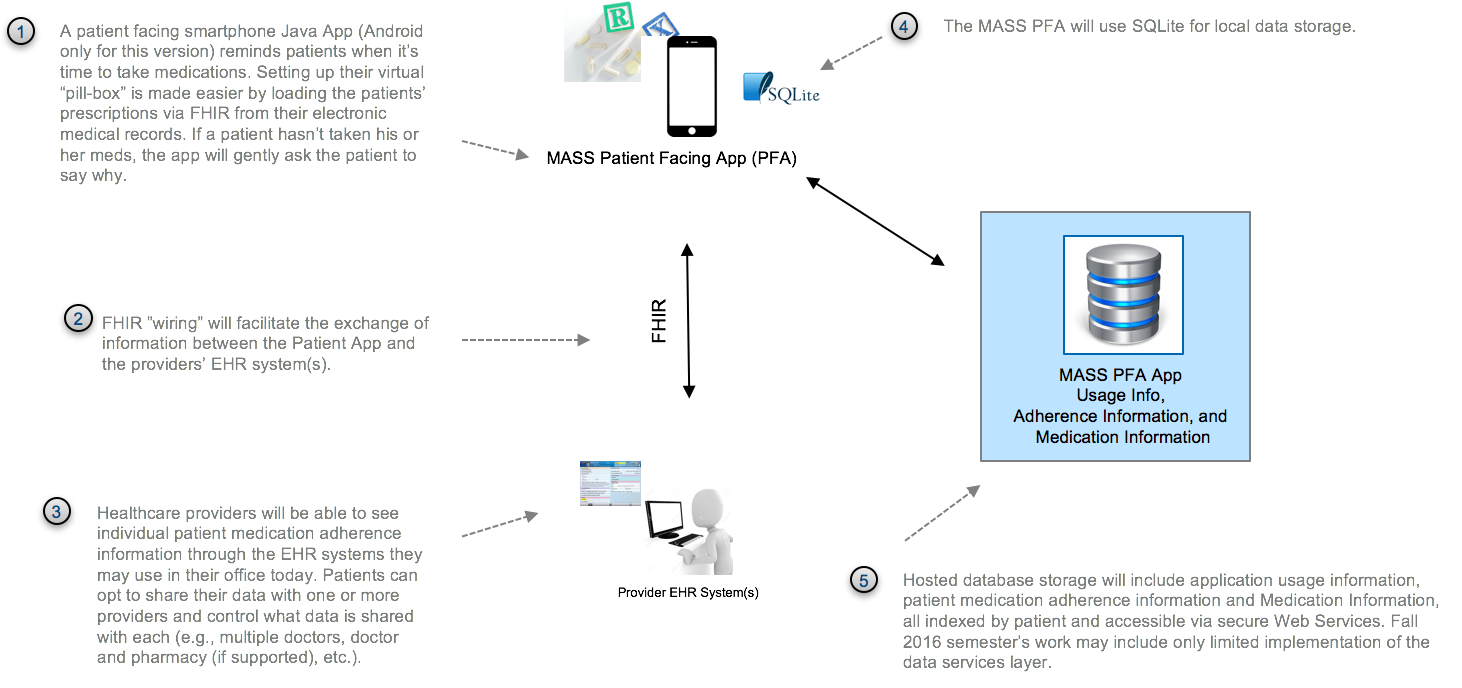 1
A patient facing smartphone Java App (Android
only for this version) reminds patients when it's
time to take medications. Setting up their virtual
“pill-box” is made easier by loading the patients’
prescriptions via FHIR from their electronic
medical records. If a patient hasn’t taken his or
her meds, the app will gently ask the patient to
say why.
R
SQLite
MASS Patient Facing App (PFA)
4
The MASS PFA will use SQLite for local data storage.
2
FHIR ”wiring” will facilitate the exchange of
information between the Patient App and
the providers’ EHR system(s).
FHIR
MASS PFA App
Usage Info,
Adherence Information, and
Medication Information
3
Healthcare providers will be able to see
individual patient medication adherence
information through the EHR systems they
may use in their office today. Patients can
opt to share their data with one or more
providers and control what data is shared
with each (e.g., multiple doctors, doctor
and pharmacy (if supported), etc.).
Provider EHR System(s)
5
Hosted database storage will include application usage information,
patient medication adherence information and Medication Information,
all indexed by patient and accessible via secure Web Services. Fall
2016 semester’s work may include only limited implementation of the
data services layer.